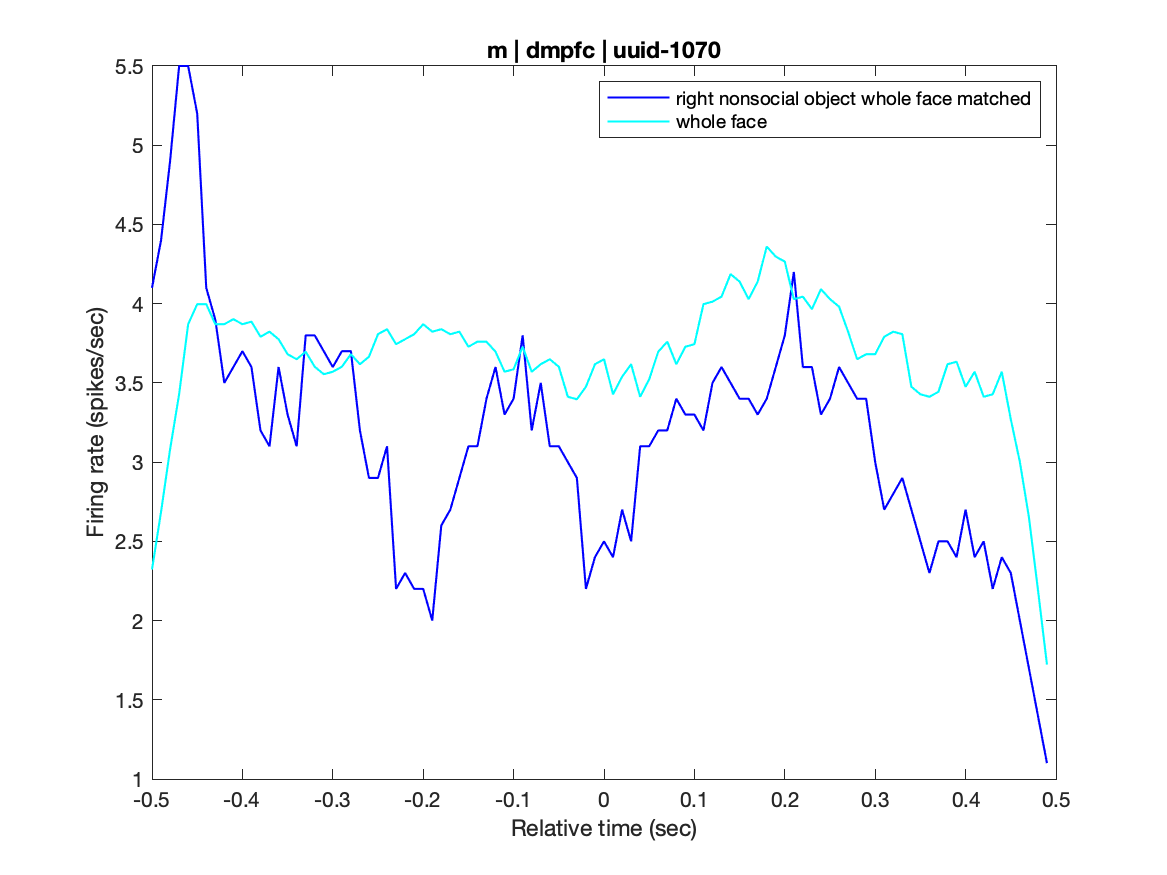 m | dmpfc | uuid-1070
right nonsocial object whole face matched
whole face
5.5
5
4.5
4
3.5
3
2.5
2
1.5
1
Firing rate (spikes/sec)
-0.5 -0.4 -0.3 -0.2 -0.1 0 0.1 0.2 0.3 0.4 0.5
Relative time (sec)